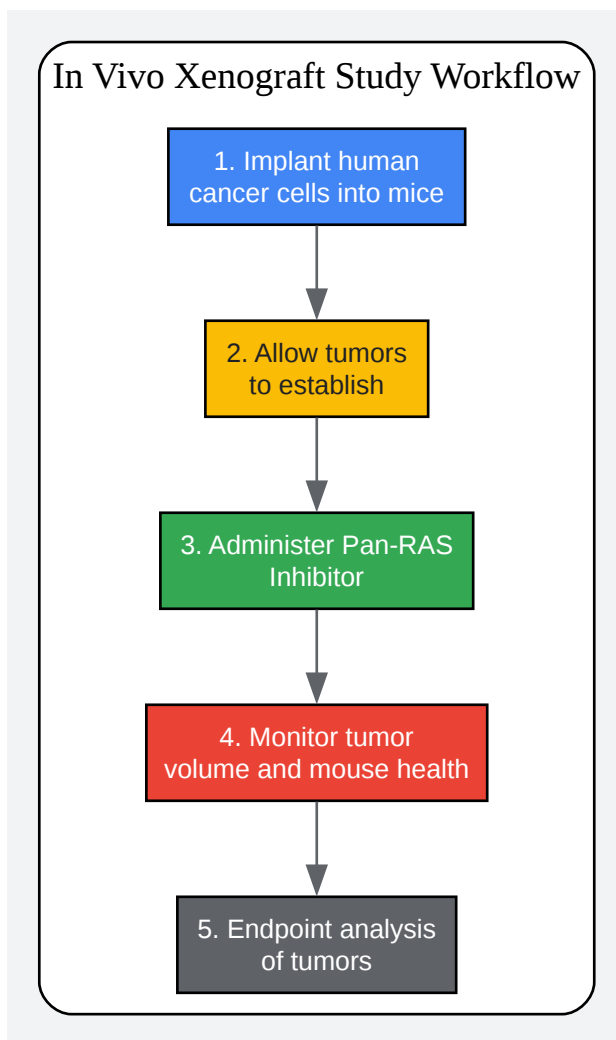 In Vivo Xenograft Study Workflow
1. Implant human
cancer cells into mice
2. Allow tumors
to establish
3. Administer Pan-RAS
Inhibitor
4. Monitor tumor
volume and mouse health
5. Endpoint analysis
of tumors